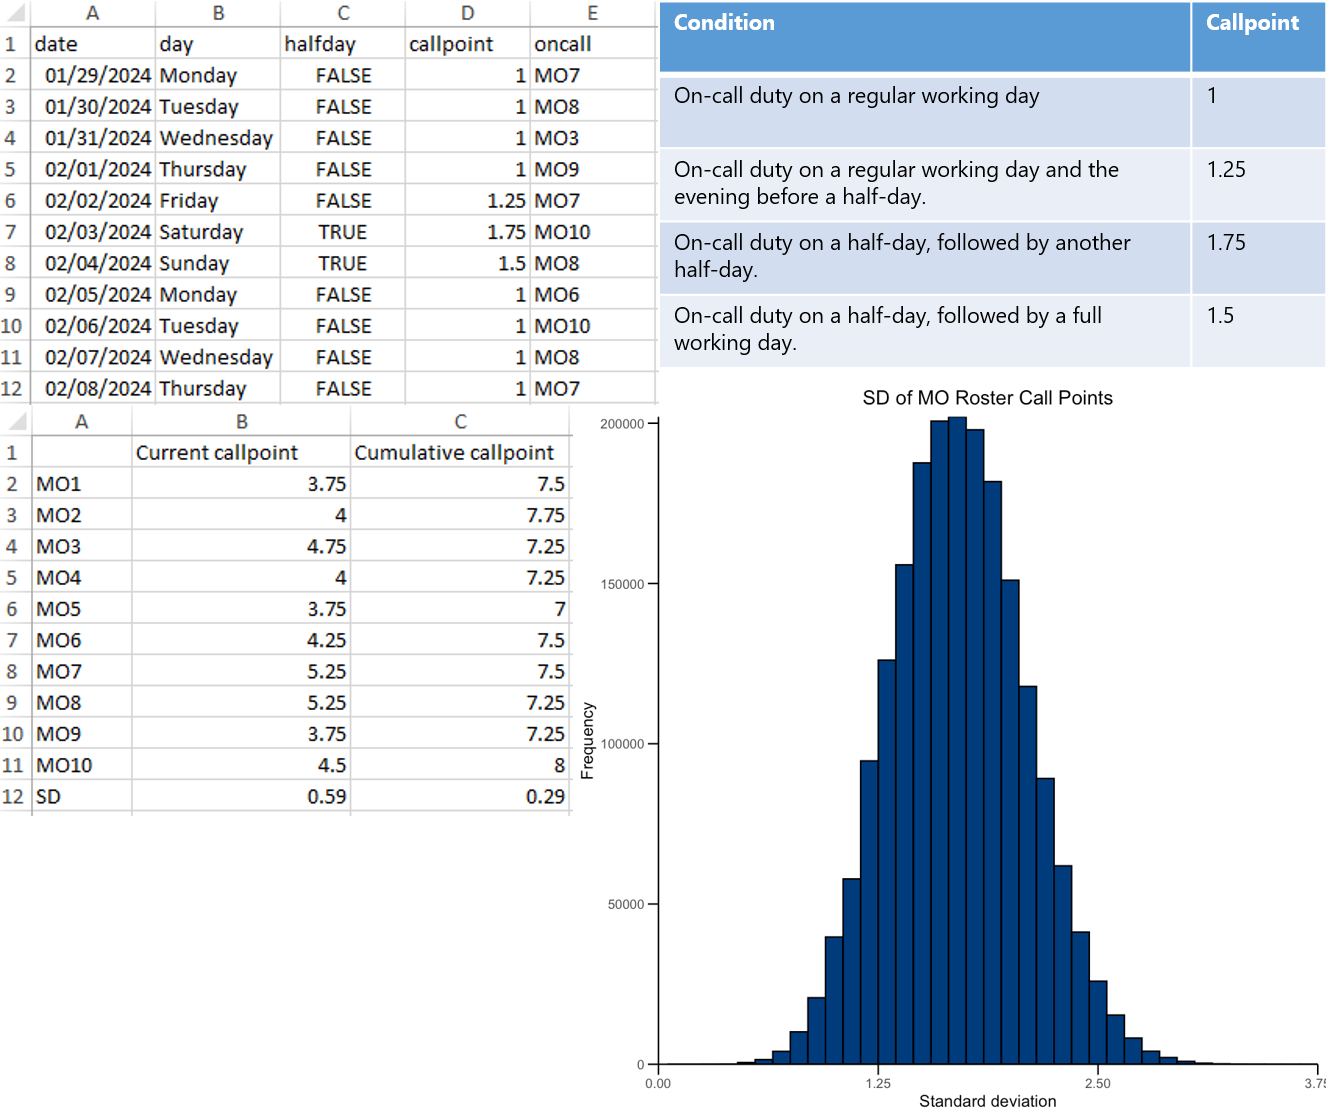 A B C D E
1 date day halfday callpoint oncall
2 01/29/2024 Monday FALSE 1 MO7
3 01/30/2024 Tuesday FALSE 1 MO8
4 01/31/2024 Wednesday FALSE 1 MO3
5 02/01/2024 Thursday FALSE 1 MO9
6 02/02/2024 Friday FALSE 1.25 MO7
7 02/03/2024 Saturday TRUE 1.75 MO10
8 02/04/2024 Sunday TRUE 1.5 MO8
9 02/05/2024 Monday FALSE 1 MO6
10 02/06/2024 Tuesday FALSE 1 MO10
11 02/07/2024 Wednesday FALSE 1 MO8
12 02/08/2024 Thursday FALSE 1 MO7
Condition Callpoint
On-call duty on a regular working day 1
On-call duty on a regular working day and the 1.25
evening before a half-day.
On-call duty on a half-day, followed by another 1.75
half-day.
On-call duty on a half-day, followed by a full 1.5
working day.
A B C
1 Current callpoint Cumulative callpoint
2 MO1 3.75 7.5
3 MO2 4 7.75
4 MO3 4.75 7.25
5 MO4 4 7.25
6 MO5 3.75 7
7 MO6 4.25 7.5
8 MO7 5.25 7.5
9 MO8 5.25 7.25
10 MO9 3.75 7.25
11 MO10 4.5 8
12 SD 0.59 0.29
SD of MO Roster Call Points
200000
150000
100000
50000
0
Frequency
0.00 1.25 2.50 3.75
Standard deviation